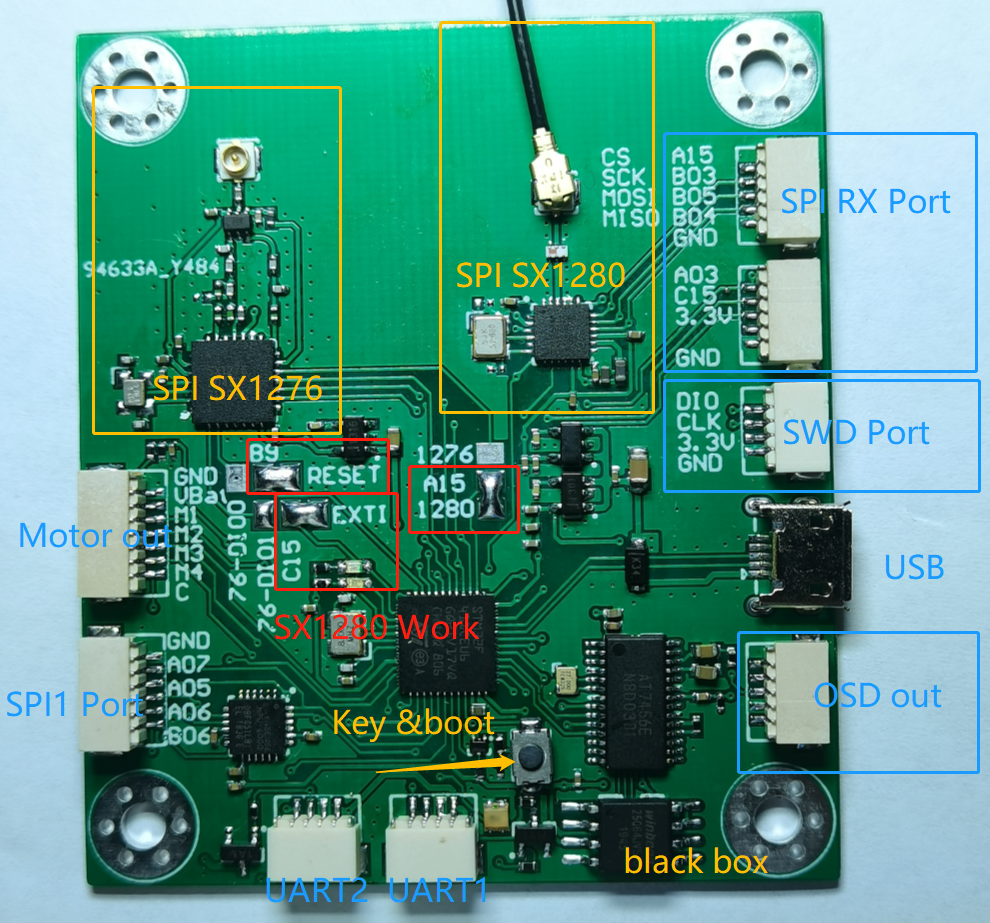 CS
SCK
MOSI
MISO
A15
B03
B05
B04
GND
SPI RX Port
94633A_Y484
SPI SX1280
A03
C15
3.3V
GND
SPI SX1276
DIO
CLK
3.3V
GND
SWD Port
B9
RESET
1276
A15
1280
EXTI
C15
76-DIO0
76-DIO1
GND
VBat
M1
M2
M3
M4
C
Motor out
USB
SX1280 Work
GND
A07
A05
A06
B06
SPI1 Port
Key &boot
AT7456E
OSD out
winbond
black box
UART2
UART1